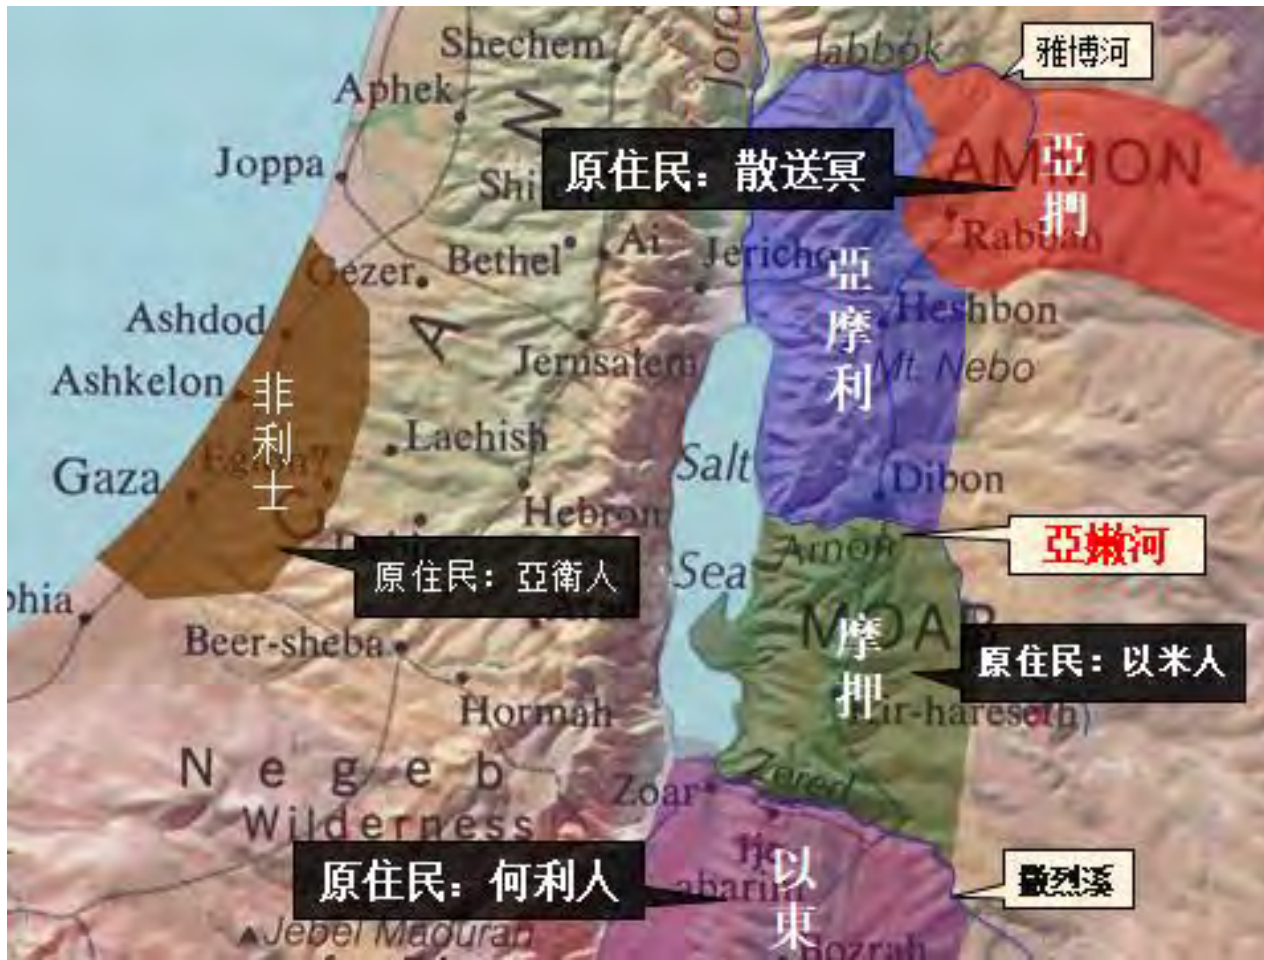 Shechem
Jabbok
雅博河
Aphek
Joppa
原住民：散送冥
AMMON
亞捫
Rabbah
Bethel
Ai
Jericho
Gezer
亞摩利
Heshbon
Ashdod
Jerusalem
Mt. Nebo
Ashkelon
非利士
Lachish
Gaza
Salt
Sea
Dibon
Hebron
Arnon
亞嫩河
原住民：亞衛人
MOAB
摩押
原住民：以米人
Beer-sheba
Hormah
Kir-hareseth)
Negeb
Wilderness
Zoar
Zered
原住民：何利人
以東
撒烈溪
Jebel Maduran
Bozrah